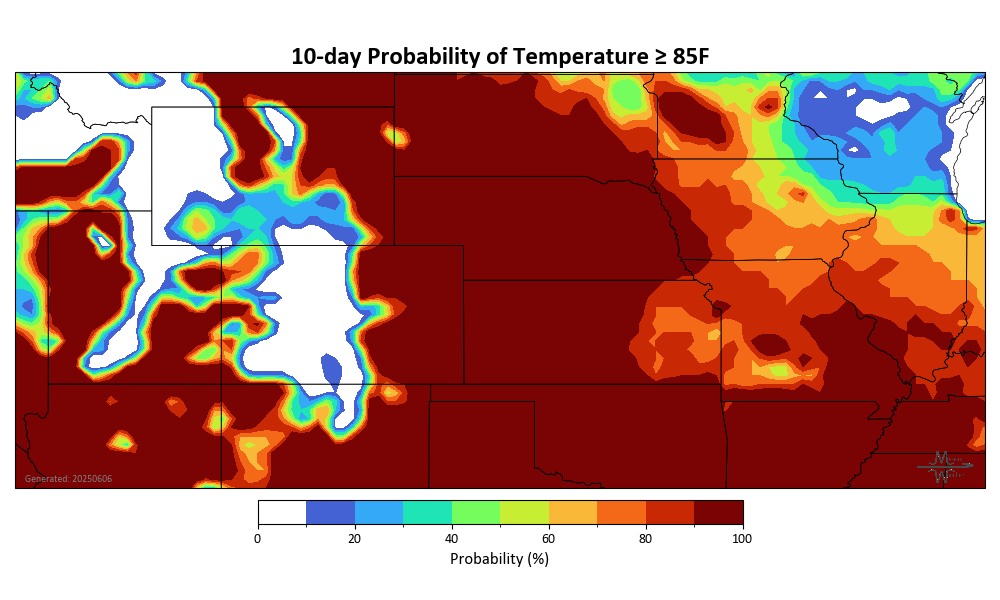 10-day Probability of Temperature ≥ 85F
Generated: 20250606
0 20 40 60 80 100
Probability (%)